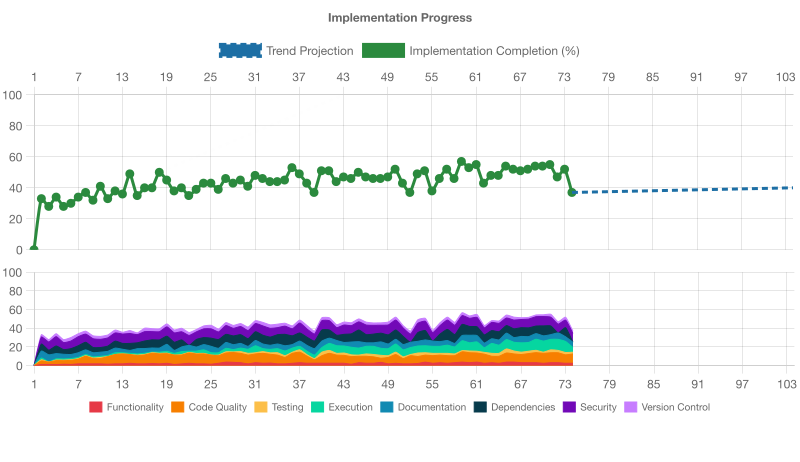 Implementation Progress
Trend Projection Implementation Completion (%)
1 7 13 19 25 31 37 43 49 55 61 67 73 79 85 91 97 103
100
80
60
40
20
0
100
80
60
40
20
0
1 7 13 19 25 31 37 43 49 55 61 67 73 79 85 91 97 103
Functionality Code Quality Testing Execution Documentation Dependencies Security Version Control